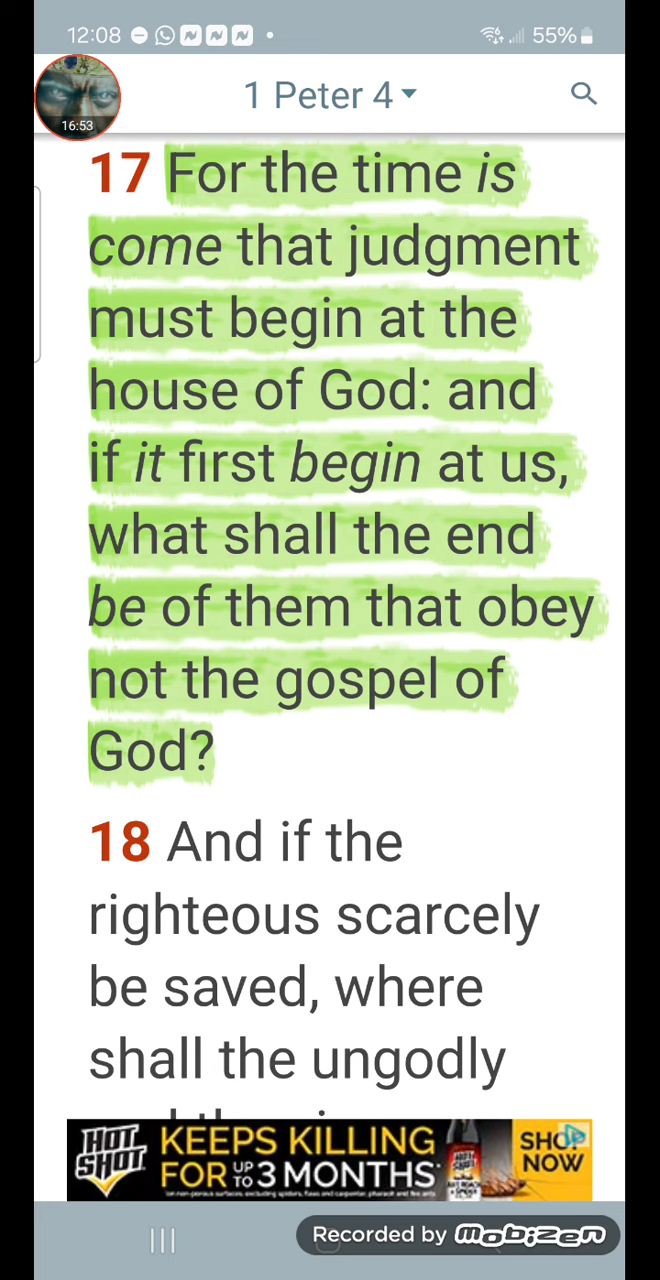 12:08 55%
16:53
1 Peter 4
17 For the time is
come that judgment
must begin at the
house of God: and
if it first begin at us,
what shall the end
be of them that obey
not the gospel of
God?
18 And if the
righteous scarcely
be saved, where
shall the ungodly
HOT SHOT
KEEPS KILLING
FOR UP TO 3 MONTHS*
SHOP NOW
Recorded by mobizen